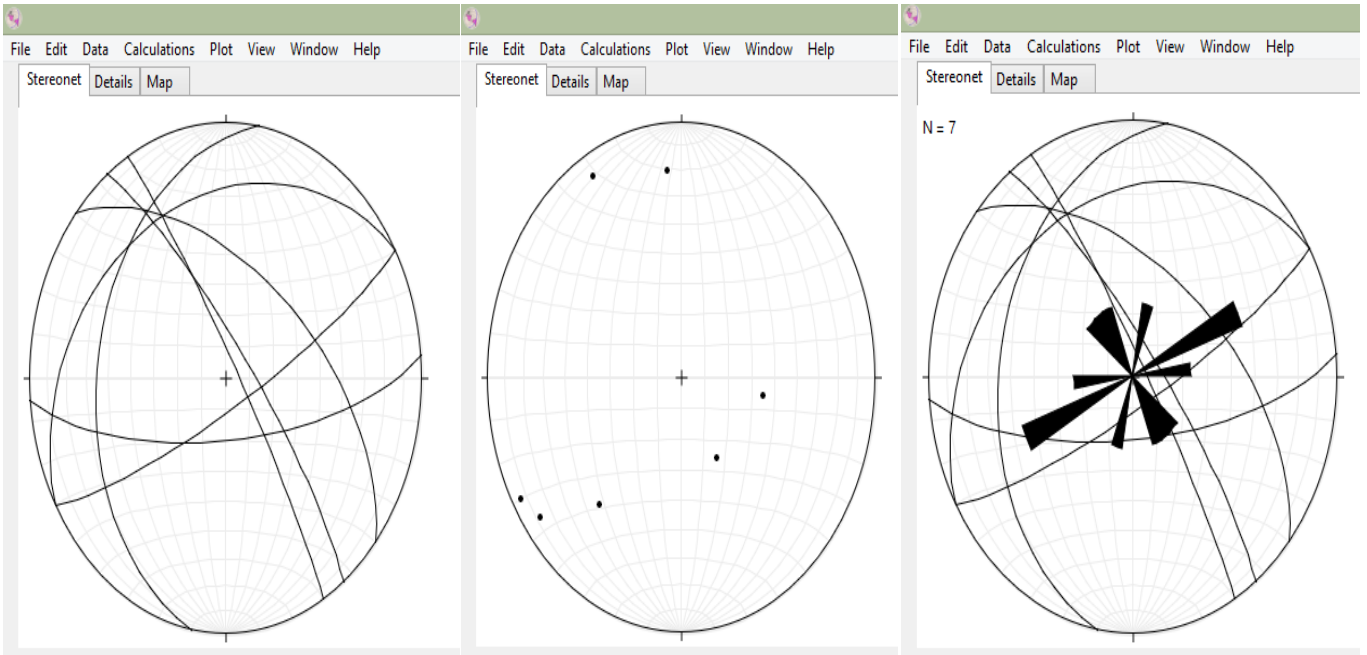 File Edit Data Calculations Plot View Window Help
Stereonet Details Map
File Edit Data Calculations Plot View Window Help
Stereonet Details Map
File Edit Data Calculations Plot View Window Help
Stereonet Details Map
N = 7